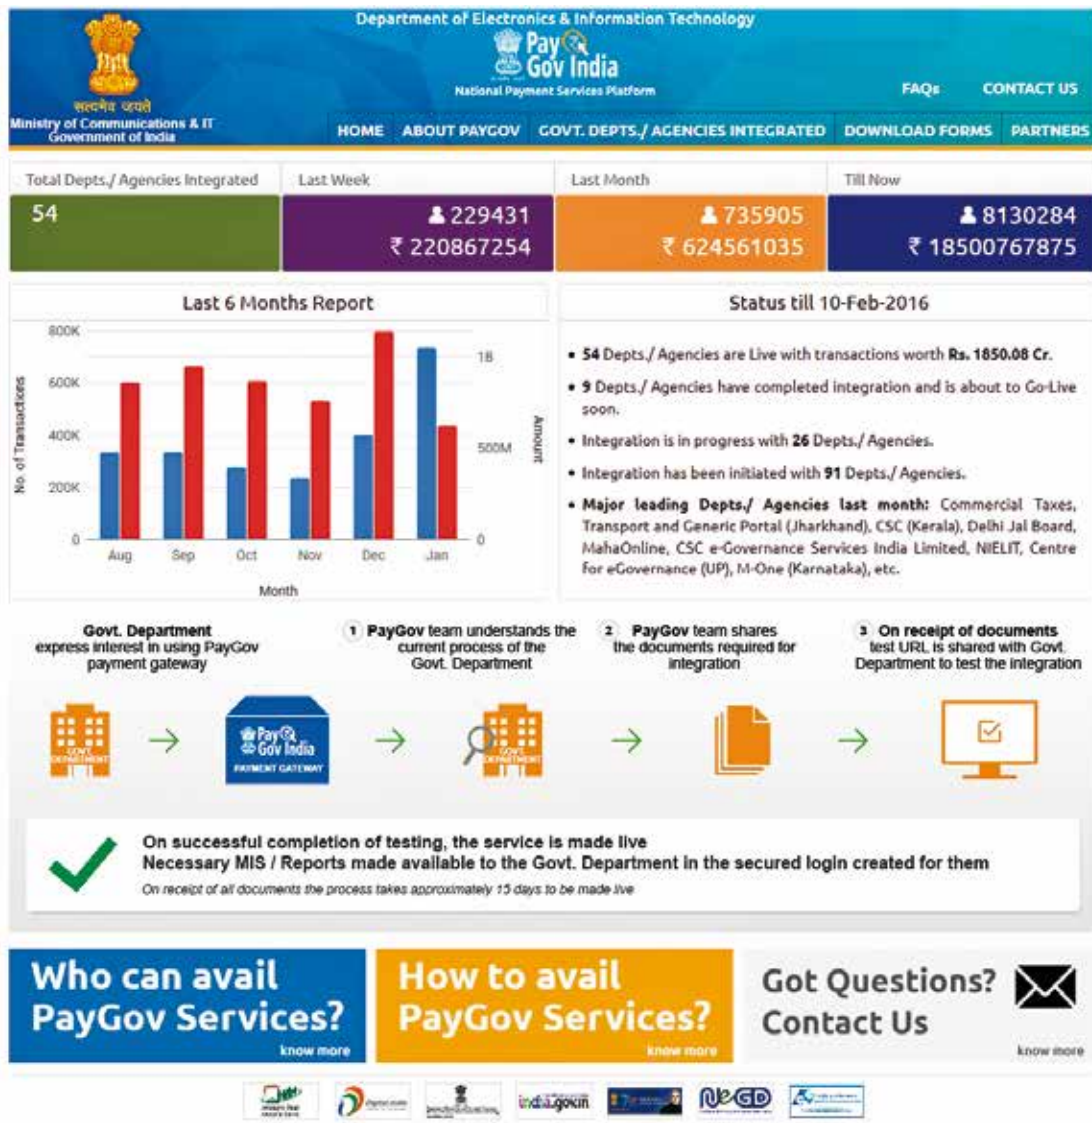 Department of Electronics & Information Technology
Pay
Gov India
National Payment Services Platform
सत्यमेव जयते
Ministry of Communications & IT
Government of India
FAQs CONTACT US
HOME ABOUT PAYGOV GOVT. DEPTS./ AGENCIES INTEGRATED DOWNLOAD FORMS PARTNERS
Total Depts./ Agencies Integrated
54
Last Week
229431
₹ 220867254
Last Month
735905
₹ 624561035
Till Now
8130284
₹ 18500767875
Last 6 Months Report
800K
600K
400K
200K
0
No. of Transactions
1B
500M
0
Amount
Aug Sep Oct Nov Dec Jan
Month
Status till 10-Feb-2016
• 54 Depts./ Agencies are Live with transactions worth Rs. 1850.08 Cr.
• 9 Depts./ Agencies have completed integration and is about to Go-Live
soon.
• Integration is in progress with 26 Depts./ Agencies.
• Integration has been initiated with 91 Depts./ Agencies.
• Major leading Depts./ Agencies last month: Commercial Taxes,
Transport and Generic Portal (Jharkhand), CSC (Kerala), Delhi Jal Board,
MahaOnline, CSC e-Governance Services India Limited, NIELIT, Centre
for eGovernance (UP), M-One (Karnataka), etc.
Govt. Department
express interest in using PayGov
payment gateway
1 PayGov team understands the
current process of the
Govt. Department
2 PayGov team shares
the documents required for
integration
3 On receipt of documents
test URL is shared with Govt.
Department to test the integration
GOVT.
DEPARTMENT
Pay
Gov India
PAYMENT GATEWAY
GOVT.
DEPARTMENT
On successful completion of testing, the service is made live
Necessary MIS / Reports made available to the Govt. Department in the secured login created for them
On receipt of all documents the process takes approximately 15 days to be made live
Who can avail
PayGov Services?
know more
How to avail
PayGov Services?
know more
Got Questions?
Contact Us
know more
india.gov.in
NeGD